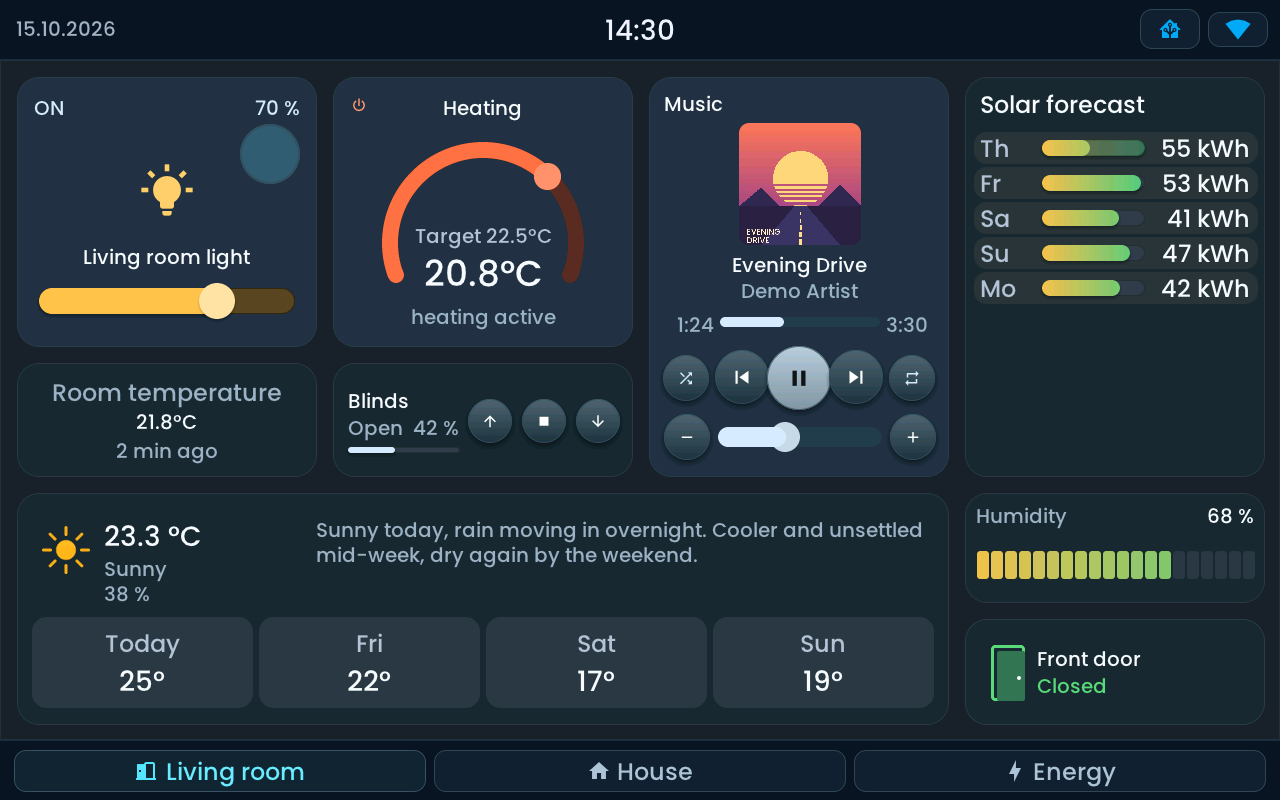 15.10.2026
14:30
ON 70 %
Living room light
Heating
Target 22.5°C
20.8°C
heating active
Music
EVENING
DRIVE
Evening Drive
Demo Artist
1:24 3:30
Solar forecast
Th 55 kWh
Fr 53 kWh
Sa 41 kWh
Su 47 kWh
Mo 42 kWh
Room temperature
21.8°C
2 min ago
Blinds
Open 42 %
23.3 °C
Sunny
38 %
Sunny today, rain moving in overnight. Cooler and unsettled
mid-week, dry again by the weekend.
Today
25°
Fri
22°
Sat
17°
Sun
19°
Humidity 68 %
Front door
Closed
Living room
House
Energy